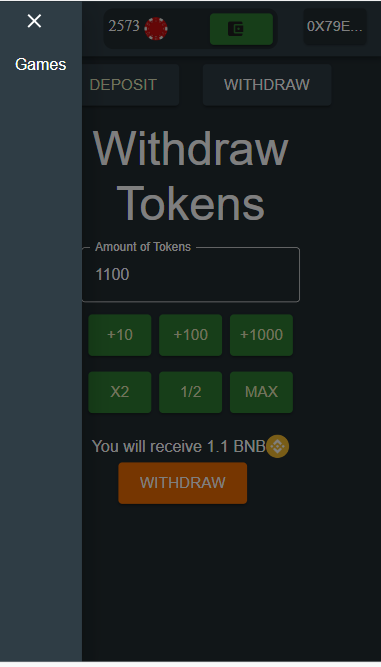 2573
0X79E...
Games
DEPOSIT
WITHDRAW
Withdraw
Tokens
Amount of Tokens
1100
+10
+100
+1000
X2
1/2
MAX
You will receive 1.1 BNB
WITHDRAW